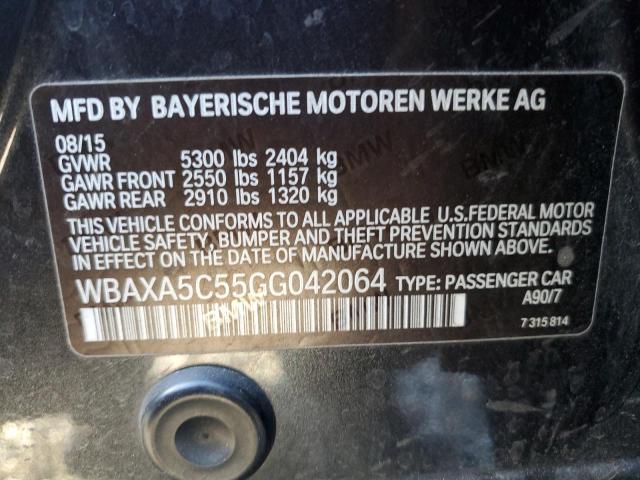 MFD BY BAYERISCHE MOTOREN WERKE AG
08/15
GVWR 5300 lbs 2404 kg
GAWR FRONT 2550 lbs 1157 kg
GAWR REAR 2910 lbs 1320 kg
THIS VEHICLE CONFORMS TO ALL APPLICABLE U.S.FEDERAL MOTOR
VEHICLE SAFETY, BUMPER AND THEFT PREVENTION STANDARDS
IN EFFECT ON THE DATE OF MANUFACTURE SHOWN ABOVE.
WBAXA5C55GG042064 TYPE: PASSENGER CAR
A90/7
7 315 814